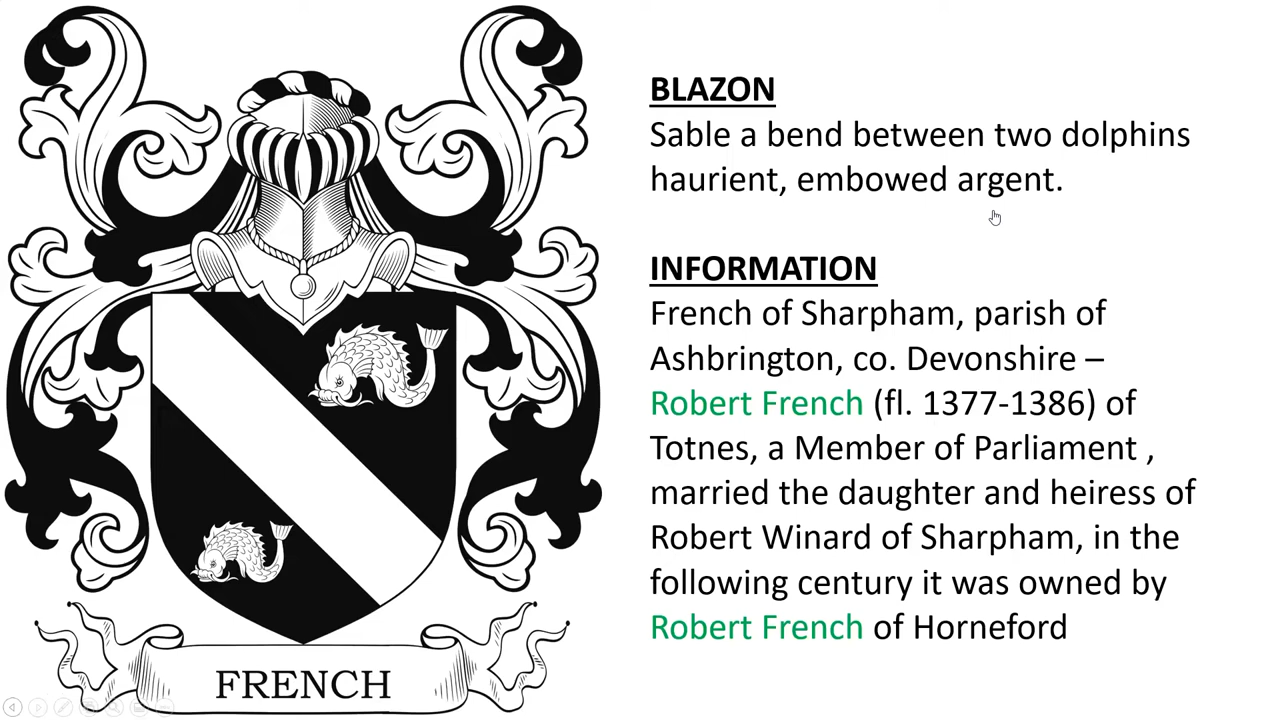 BLAZON
Sable a bend between two dolphins
haurient, embowed argent.
INFORMATION
French of Sharpham, parish of
Ashbrington, co. Devonshire –
Robert French (fl. 1377-1386) of
Totnes, a Member of Parliament ,
married the daughter and heiress of
Robert Winard of Sharpham, in the
following century it was owned by
Robert French of Horneford
FRENCH